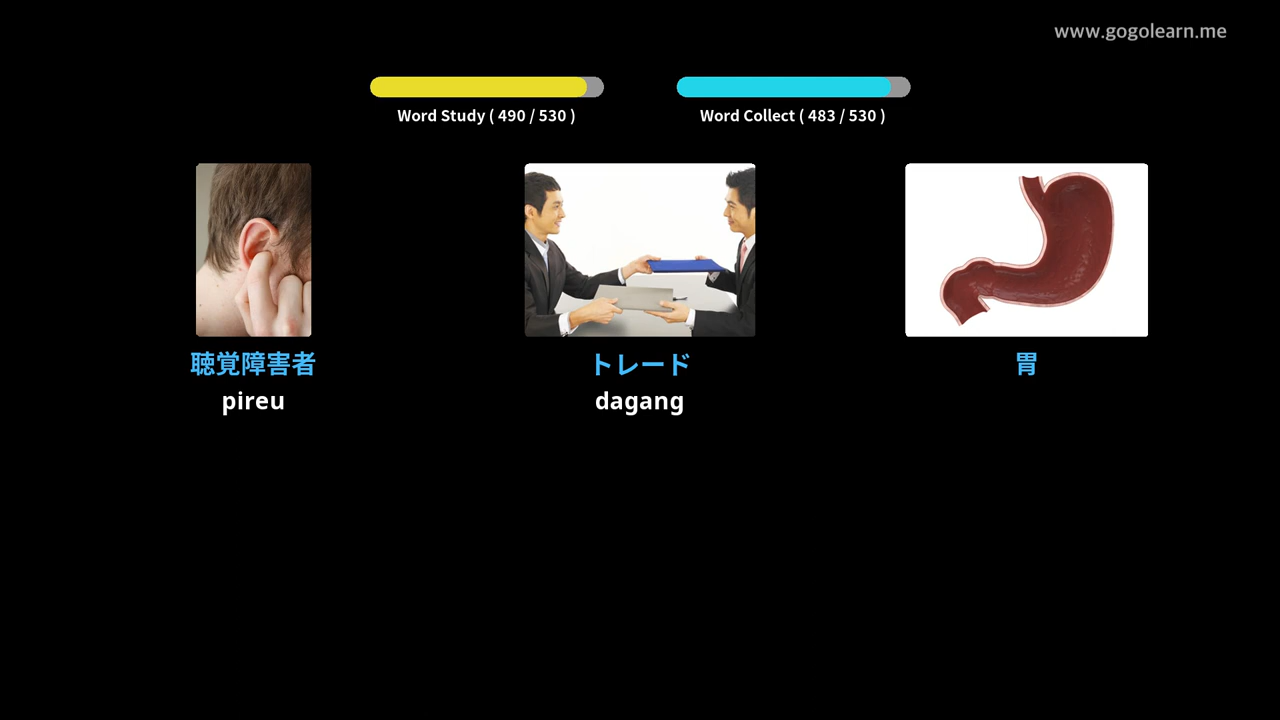 www.gogolearn.me
Word Study ( 490 / 530 )
Word Collect ( 483 / 530 )
聴覚障害者
トレード
胃
pireu
dagang